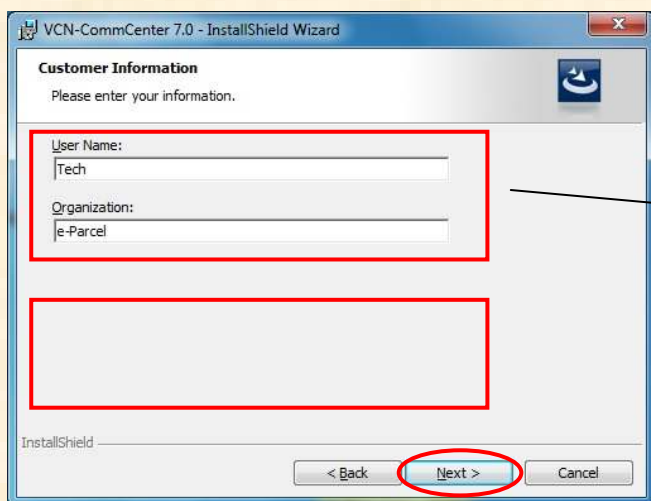 VCN-CommCenter 7.0 - InstallShield Wizard
Customer Information
Please enter your information.
User Name:
Tech
Organization:
e-Parcel
InstallShield
< Back Next > Cancel